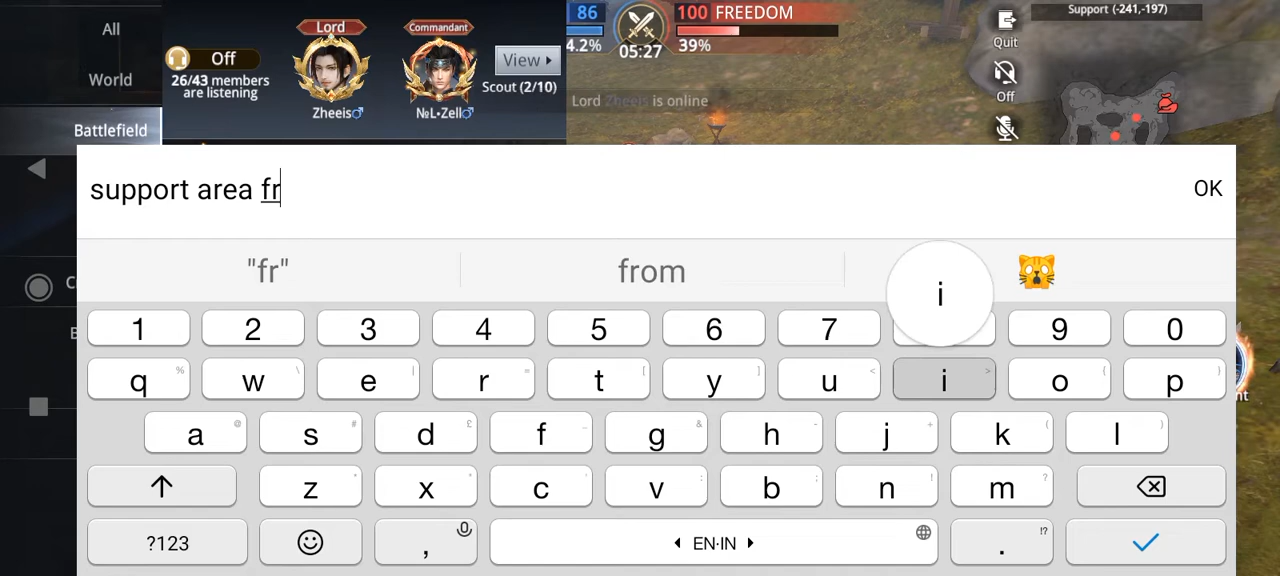 All
World
Battlefield
Off
26/43 members
are listening
Lord
Zheeis♂
Commandant
№L•Zell♂
View ▸
Scout (2/10)
86
4.2%
05:27
100 FREEDOM
39%
Lord Zheeis is online
Quit
Off
Support (-241,-197)
support area fr
OK
"fr"
from
i
1 2 3 4 5 6 7 9 0
q % w \ e | r = t [ y ] u < i > o { p }
a @ s # d £ f _ g & h - j + k ( l )
z x c v : b ; n ! m ?
?123 , EN·IN . !?